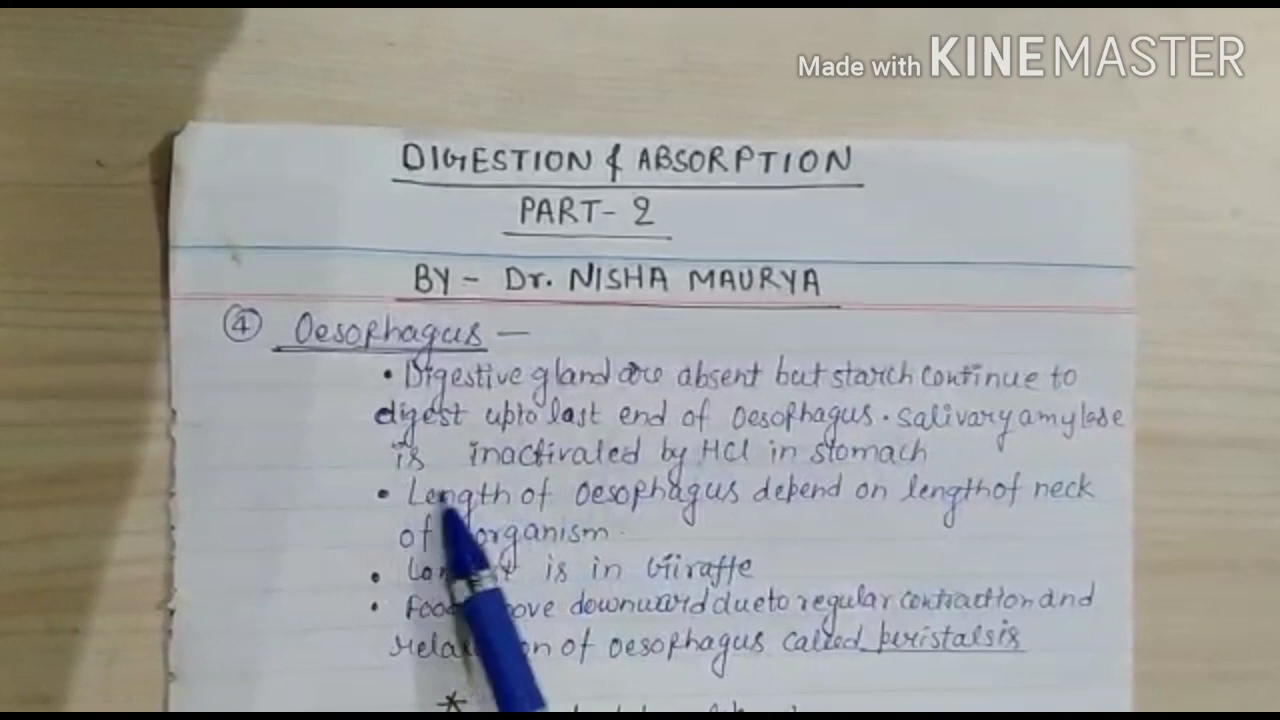 Made with KINEMASTER
DIGESTION & ABSORPTION
PART- 2
BY - Dr. NISHA MAURYA
④ Oesophagus —
• Digestive gland are absent but starch continue to
digest upto last end of oesophagus. salivary amylase
is inactivated by HCl in stomach
• Length of oesophagus depend on length of neck
of organism.
• is in Giraffe
• downward due to regular contraction and
of oesophagus called peristalsis
*